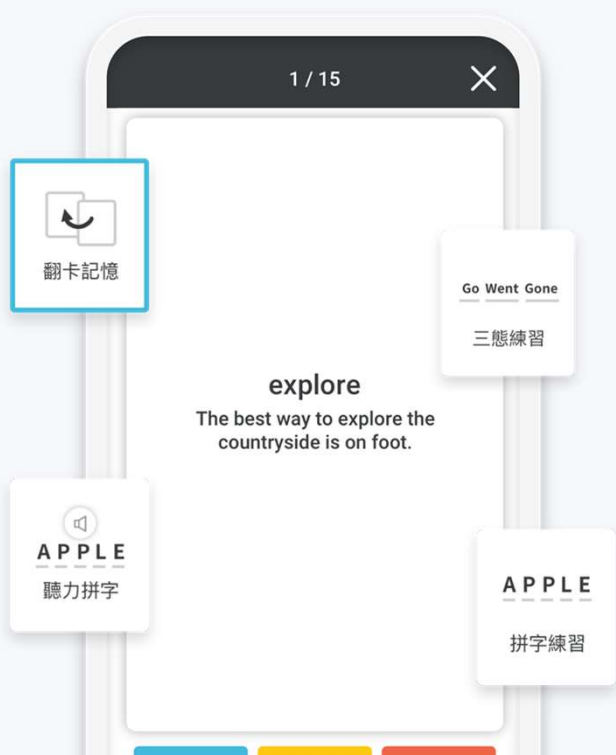 1 / 15
翻卡記憶
Go Went Gone
三態練習
explore
The best way to explore the
countryside is on foot.
APPLE
聽力拼字
APPLE
拼字練習